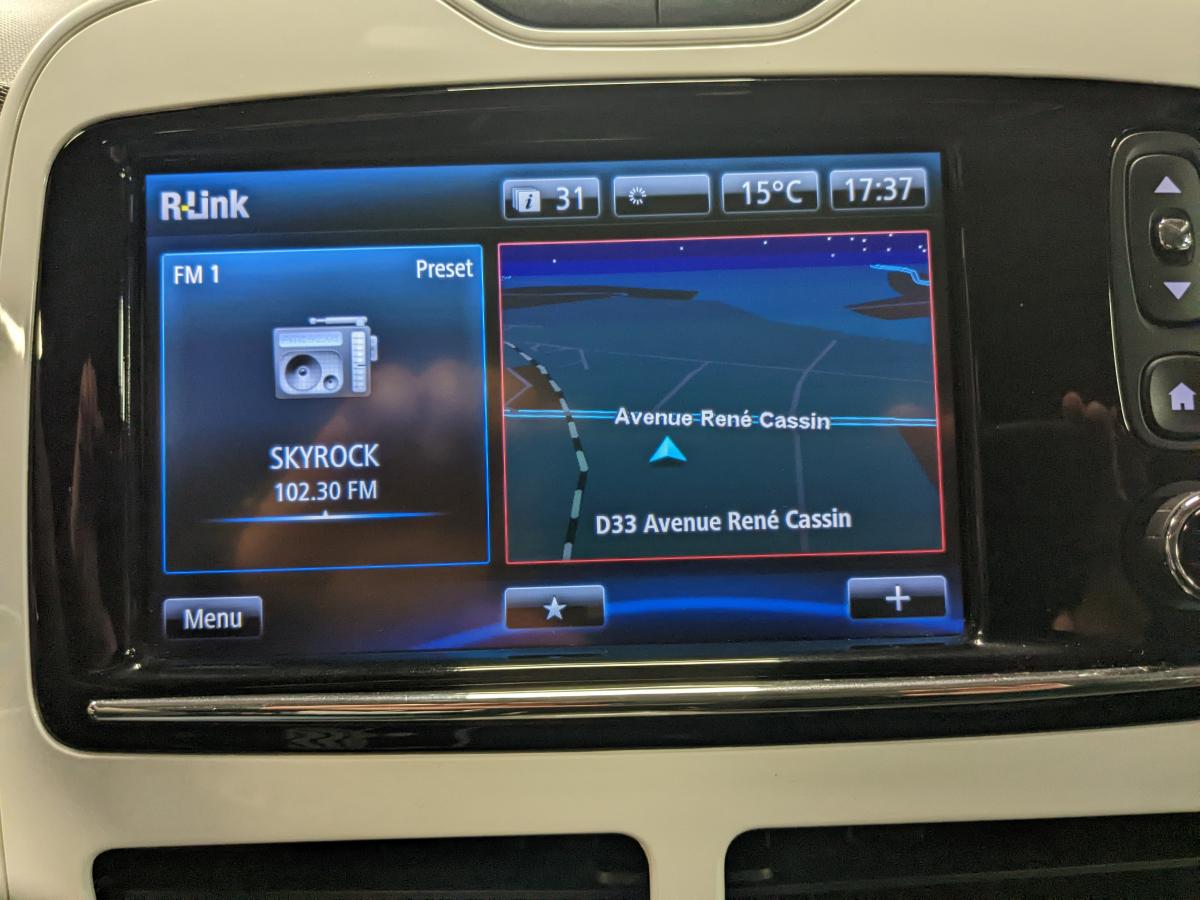 R-Link
i 31
15°C
17:37
FM 1
Preset
SKYROCK
102.30 FM
Avenue René Cassin
D33 Avenue René Cassin
Menu